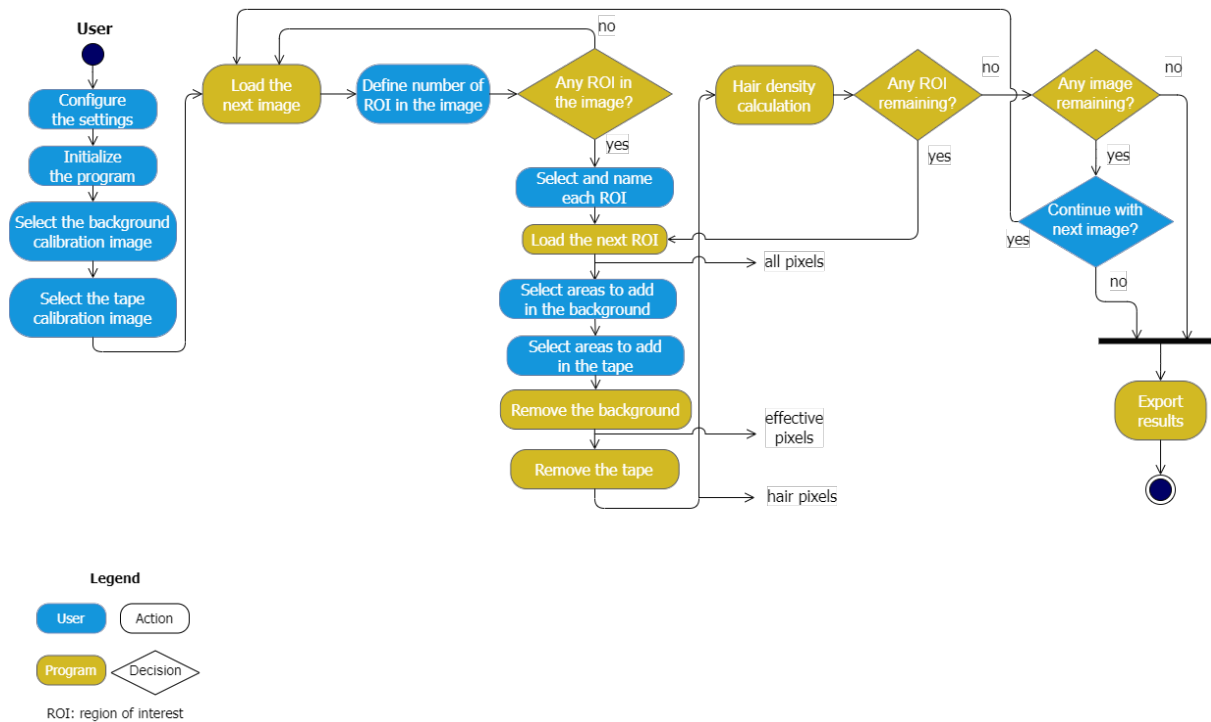 User
Configure
the settings
Initialize
the program
Select the background
calibration image
Select the tape
calibration image
Load the
next image
Define number of
ROI in the image
no
Any ROI in
the image?
yes
Select and name
each ROI
Load the next ROI
all pixels
Select areas to add
in the background
Select areas to add
in the tape
Remove the background
effective
pixels
Remove the tape
hair pixels
Hair density
calculation
Any ROI
remaining?
no
yes
Any image
remaining?
no
yes
Continue with
next image?
yes
no
Export
results
Legend
User
Action
Program
Decision
ROI: region of interest